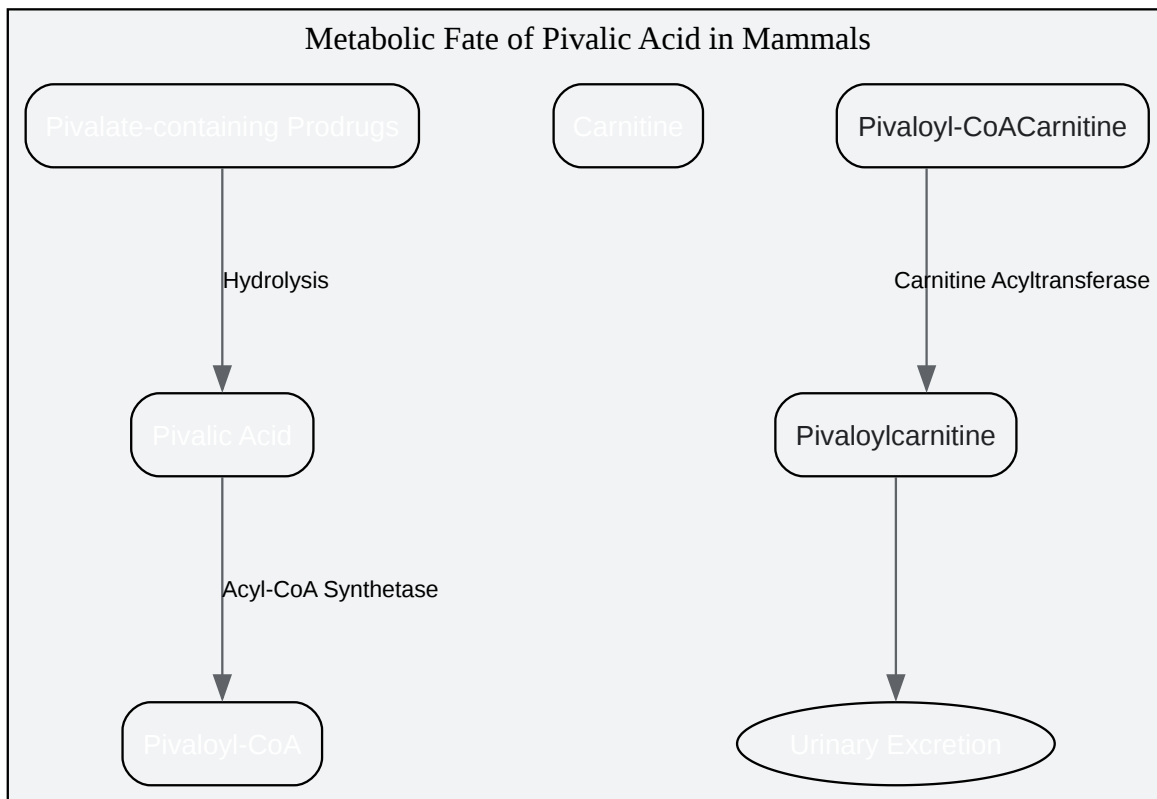 Metabolic Fate of Pivalic Acid in Mammals
Pivalate-containing Prodrugs
Carnitine
Pivaloyl-CoACarnitine
Hydrolysis
Carnitine Acyltransferase
Pivalic Acid
Pivaloylcarnitine
Acyl-CoA Synthetase
Pivaloyl-CoA
Urinary Excretion